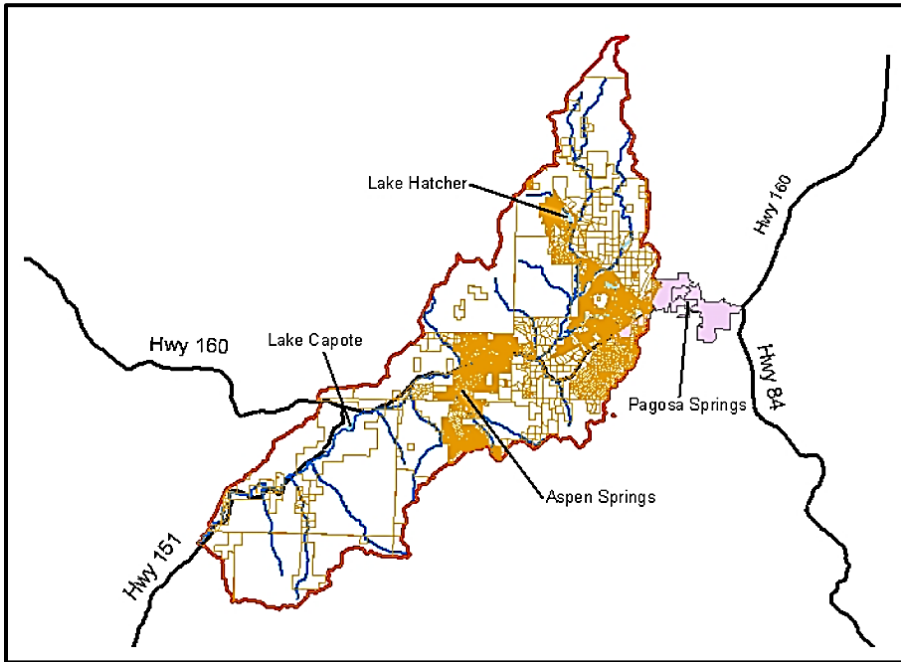 Lake Hatcher
Hwy 160
Hwy 160
Lake Capote
Pagosa Springs
Hwy 84
Aspen Springs
Hwy 151